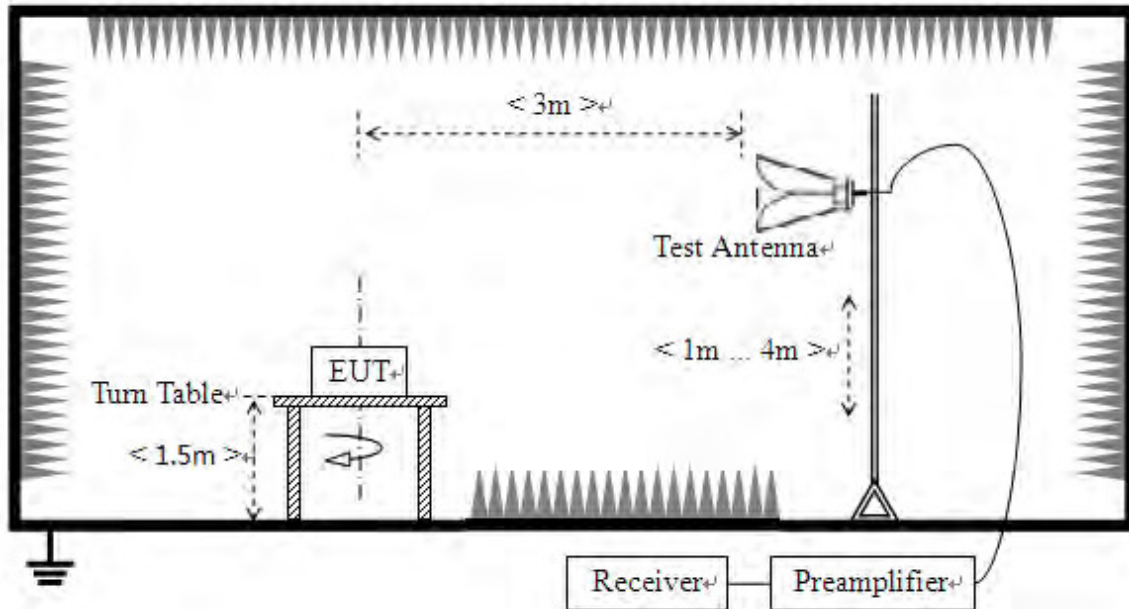 < 3m >
Test Antenna
< 1m ... 4m >
EUT
Turn Table
< 1.5m >
Receiver
Preamplifier